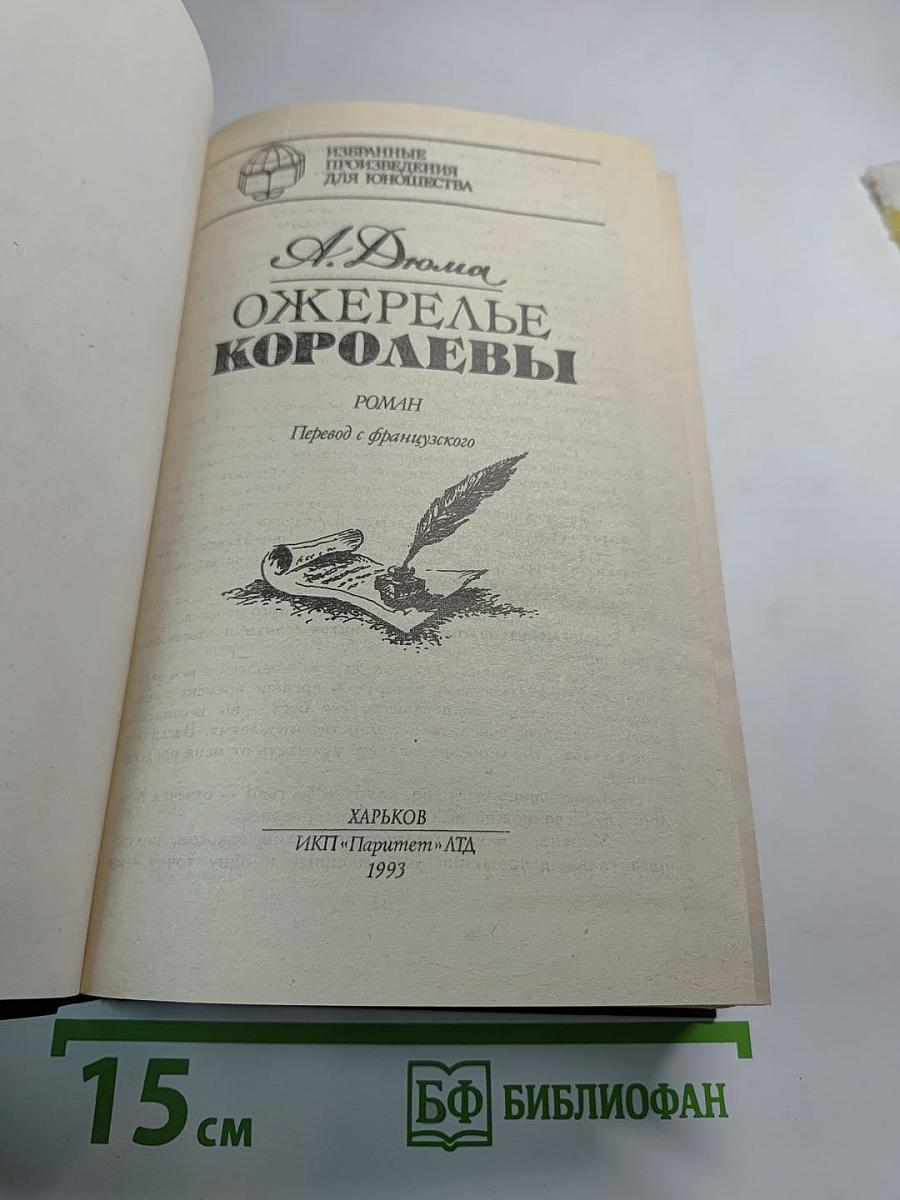 ИЗБРАННЫЕ
ПРОИЗВЕДЕНИЯ
ДЛЯ ЮНОШЕСТВА
А. Дюма
ОЖЕРЕЛЬЕ
КОРОЛЕВЫ
РОМАН
Перевод с французского
ХАРЬКОВ
ИКП «Паритет» ЛТД
1993
15 см
БФ БИБЛИОФАН